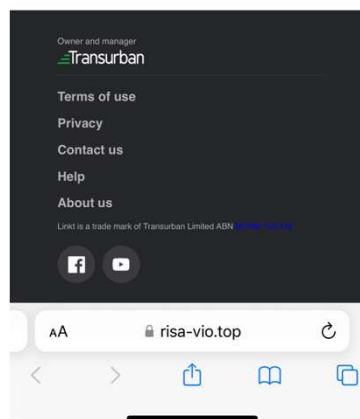 Owner and manager
Transurban
Terms of use
Privacy
Contact us
Help
About us
Linkt is a trade mark of Transurban Limited ABN
AA
risa-vio.top